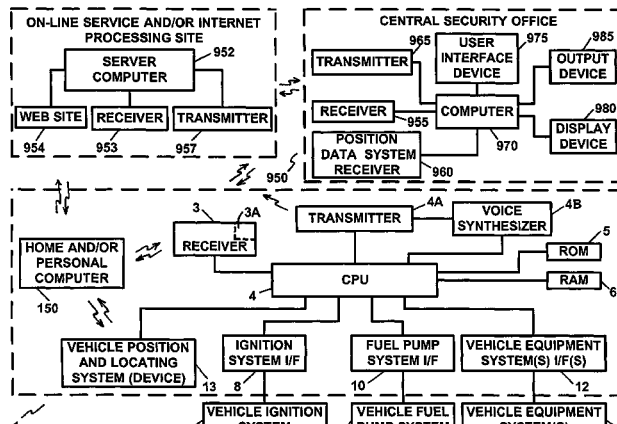 ON-LINE SERVICE AND/OR INTERNET
PROCESSING SITE
SERVER
COMPUTER
952
WEB SITE
RECEIVER
TRANSMITTER
954
953
957
CENTRAL SECURITY OFFICE
965
TRANSMITTER
USER
INTERFACE
DEVICE
975
985
OUTPUT
DEVICE
RECEIVER
955
COMPUTER
970
980
DISPLAY
DEVICE
POSITION
DATA SYSTEM
RECEIVER
960
950
3
3A
RECEIVER
4A
TRANSMITTER
4B
VOICE
SYNTHESIZER
5
ROM
RAM
6
HOME AND/OR
PERSONAL
COMPUTER
150
CPU
4
VEHICLE POSITION
AND LOCATING
SYSTEM (DEVICE)
13
IGNITION
SYSTEM I/F
8
FUEL PUMP
SYSTEM I/F
10
VEHICLE EQUIPMENT
SYSTEM(S) I/F(S)
12
VEHICLE IGNITION
SYSTEM
VEHICLE FUEL
PUMP SYSTEM
VEHICLE EQUIPMENT
SYSTEM(S)